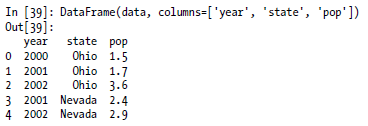 In [39]: DataFrame(data, columns=['year', 'state', 'pop'])
Out[39]:
   year   state  pop
0  2000    Ohio  1.5
1  2001    Ohio  1.7
2  2002    Ohio  3.6
3  2001  Nevada  2.4
4  2002  Nevada  2.9